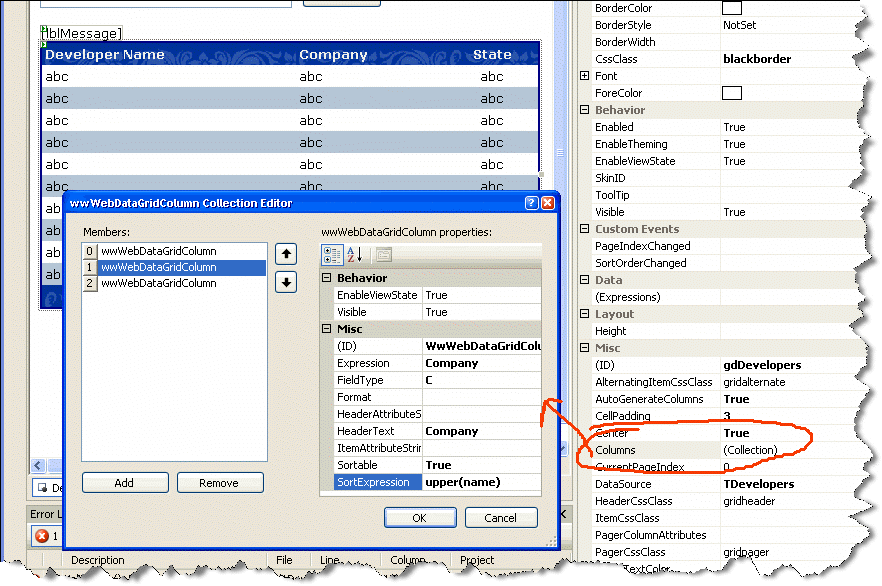 [lblMessage]
Developer Name Company State
abc abc abc
abc abc abc
abc abc abc
abc abc abc
abc abc abc
abc abc abc
ab
ab
ab
ab
wwWebDataGridColumn Collection Editor
Members:
0 wwWebDataGridColumn
1 wwWebDataGridColumn
2 wwWebDataGridColumn
Add Remove
wwWebDataGridColumn properties:
Behavior
EnableViewState True
Visible True
Misc
(ID) WwWebDataGridColu
Expression Company
FieldType C
Format
HeaderAttributeS
HeaderText Company
ItemAttributeStrin
Sortable True
SortExpression upper(name)
OK Cancel
De
Error L
1
Description File Line Column Project
BorderColor
BorderStyle NotSet
BorderWidth
CssClass blackborder
Font
ForeColor
Behavior
Enabled True
EnableTheming True
EnableViewState True
SkinID
ToolTip
Visible True
Custom Events
PageIndexChanged
SortOrderChanged
Data
(Expressions)
Layout
Height
Misc
(ID) gdDevelopers
AlternatingItemCssClass gridalternate
AutoGenerateColumns True
CellPadding 3
Center True
Columns (Collection)
CurrentPageIndex 0
DataSource TDevelopers
HeaderCssClass gridheader
ItemCssClass
PagerColumnAttributes
PagerCssClass gridpager
TextColor